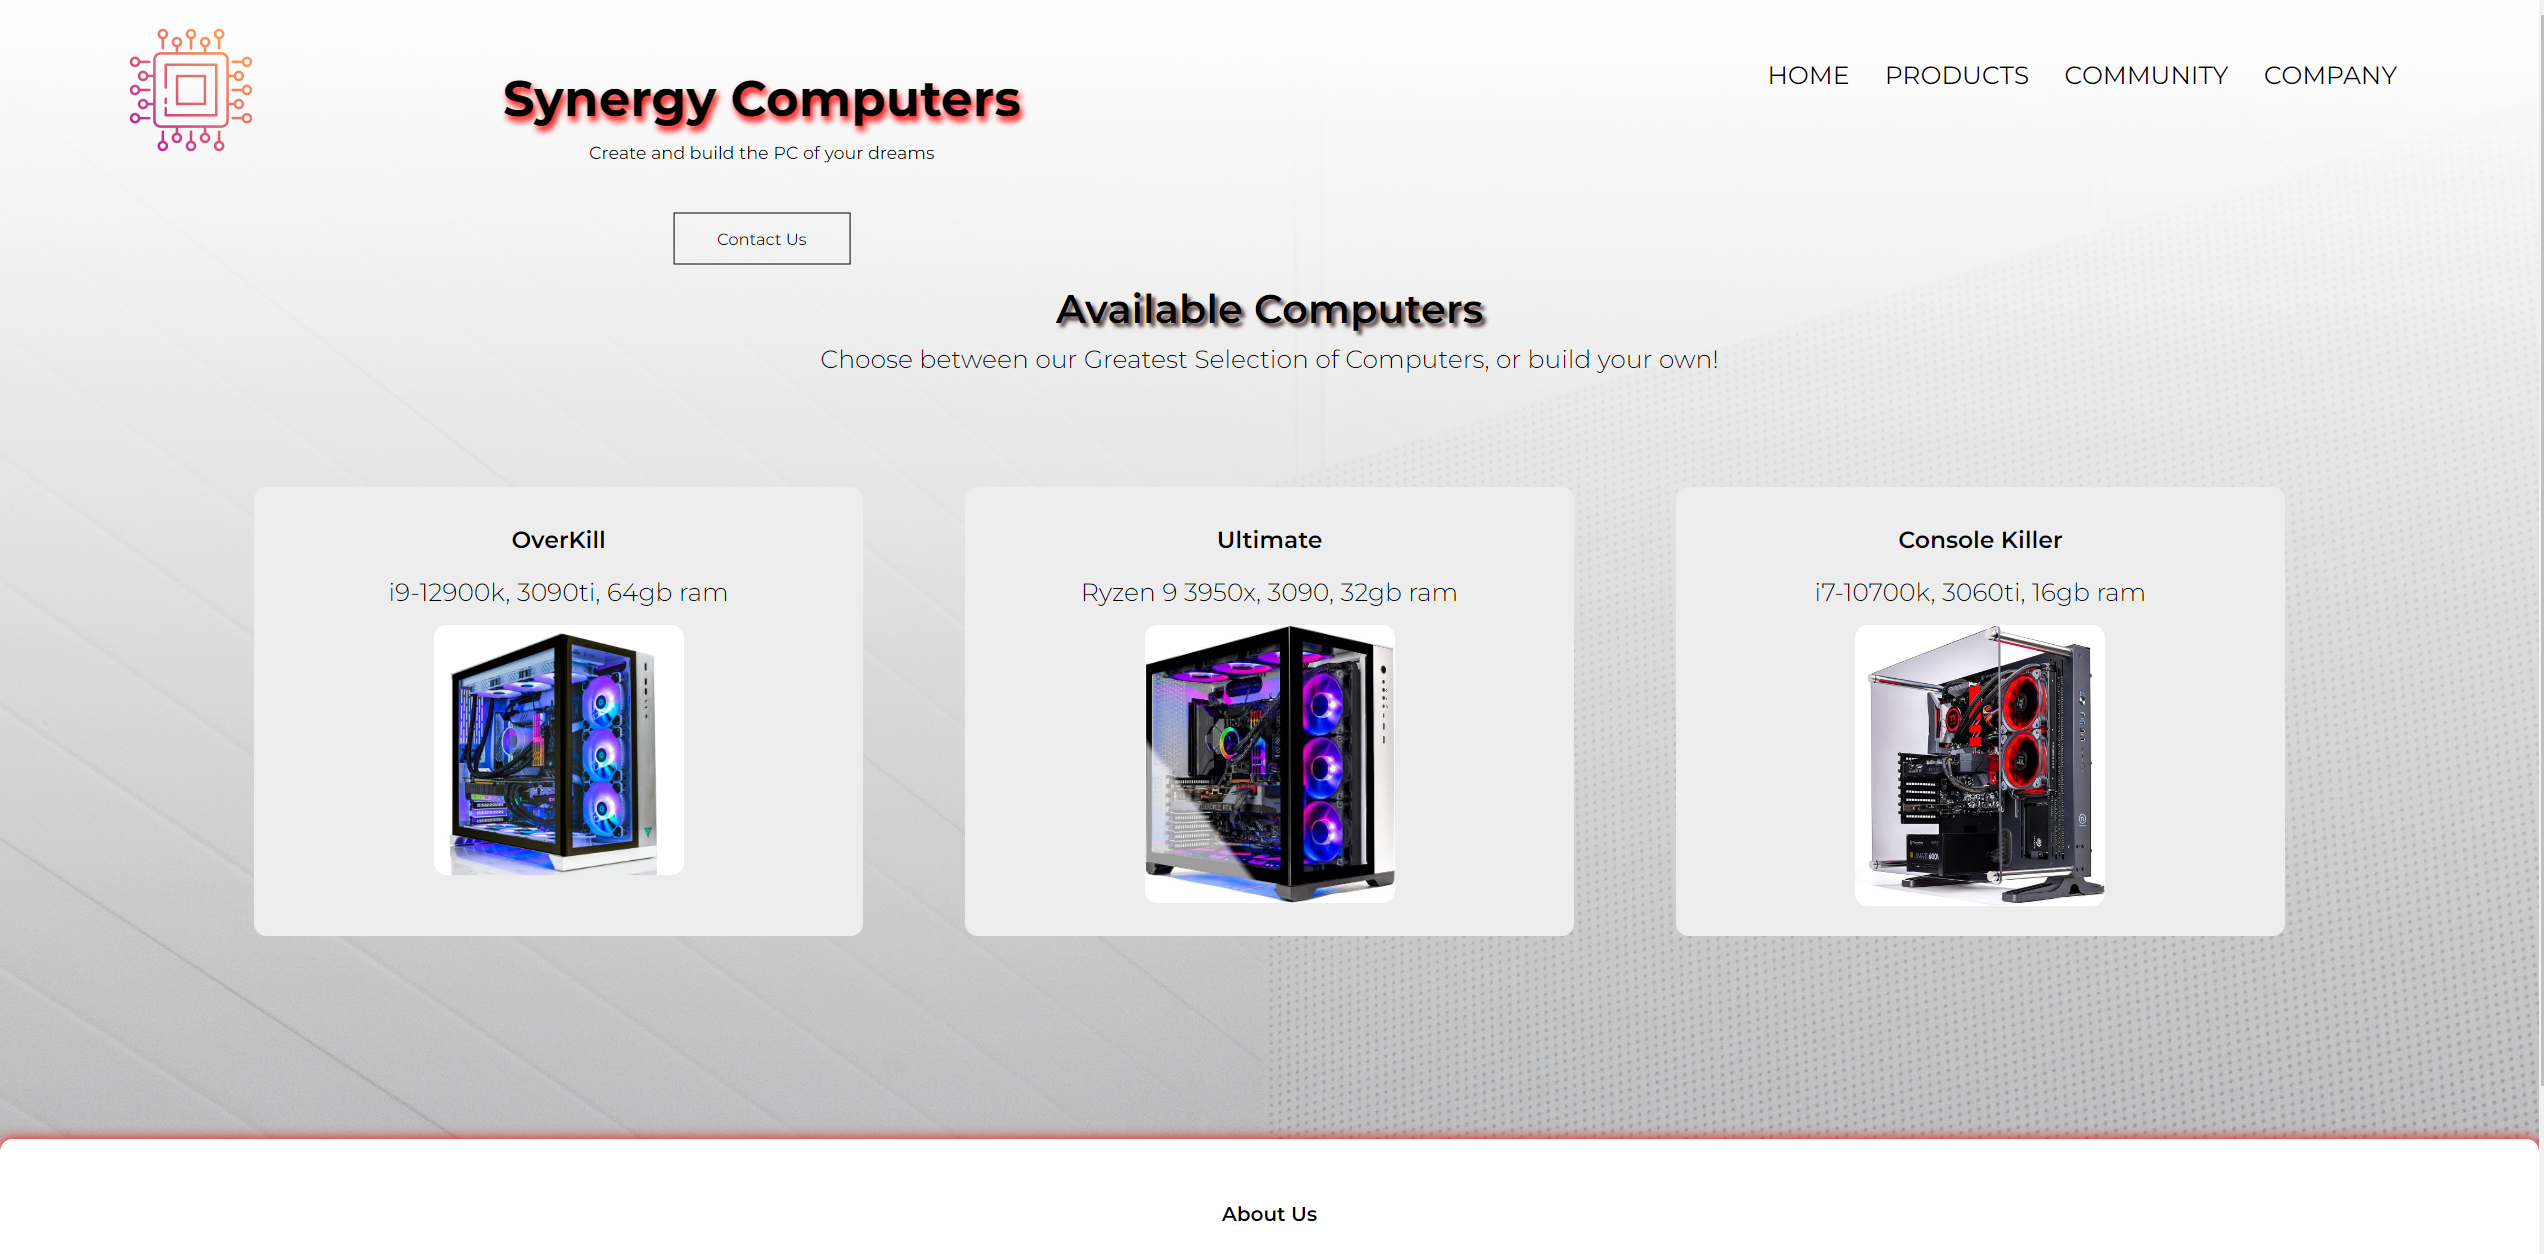 HOME PRODUCTS COMMUNITY COMPANY
Synergy Computers
Create and build the PC of your dreams
Contact Us
Available Computers
Choose between our Greatest Selection of Computers, or build your own!
OverKill
i9-12900k, 3090ti, 64gb ram
Ultimate
Ryzen 9 3950x, 3090, 32gb ram
Console Killer
i7-10700k, 3060ti, 16gb ram
About Us